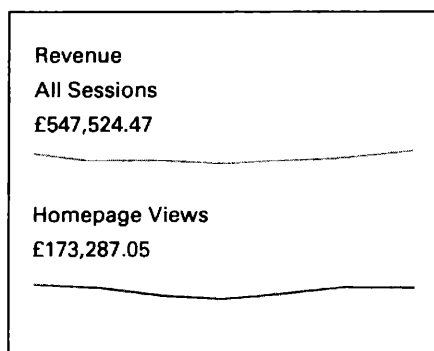 Revenue
All Sessions
£547,524.47
Homepage Views
£173,287.05